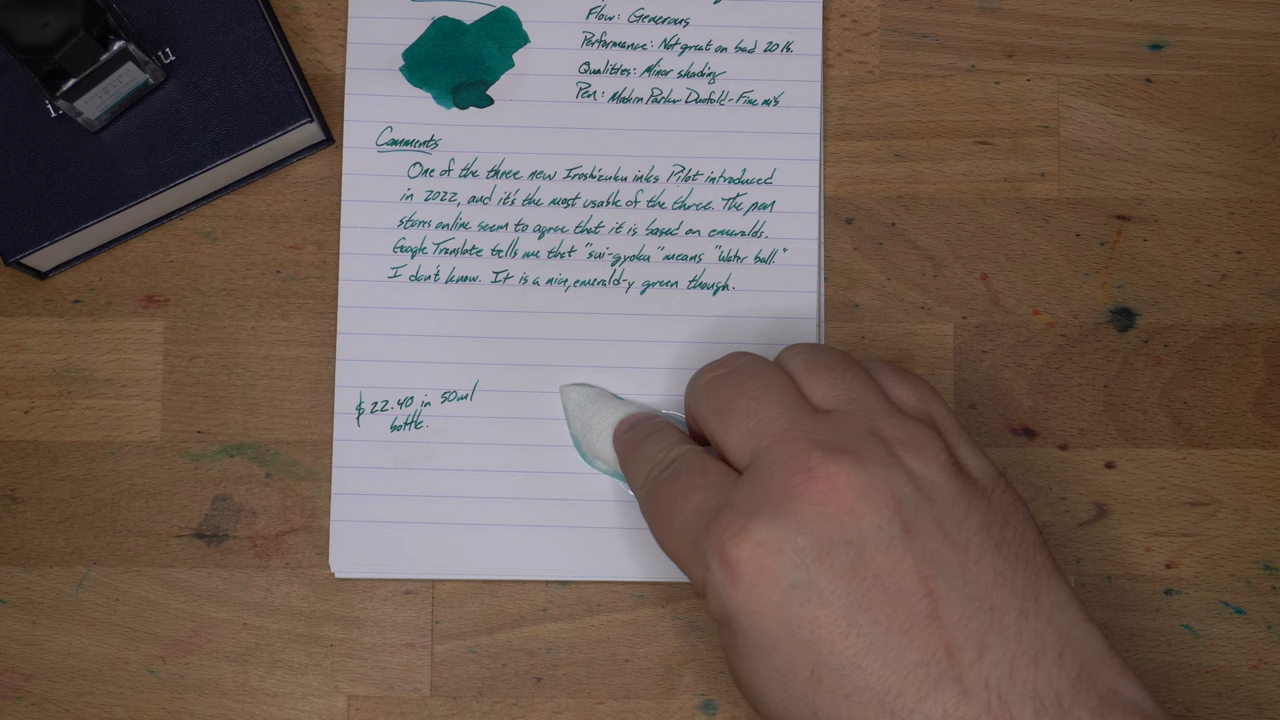 Flow: Generous
Performance: Not great on bad 20 lb.
Qualities: Minor shading
Pen: Modern Parker Duofold - Fine nib
Comments
One of the three new Iroshizuku inks Pilot introduced
in 2022, and it's the most usable of the three. The pen
stores online seem to agree that it is based on emeralds.
Google Translate tells me that "sui-gyoku" means "Water ball."
I don't know. It is a nice, emerald-y green though.
$22.40 in 50ml
bottle.